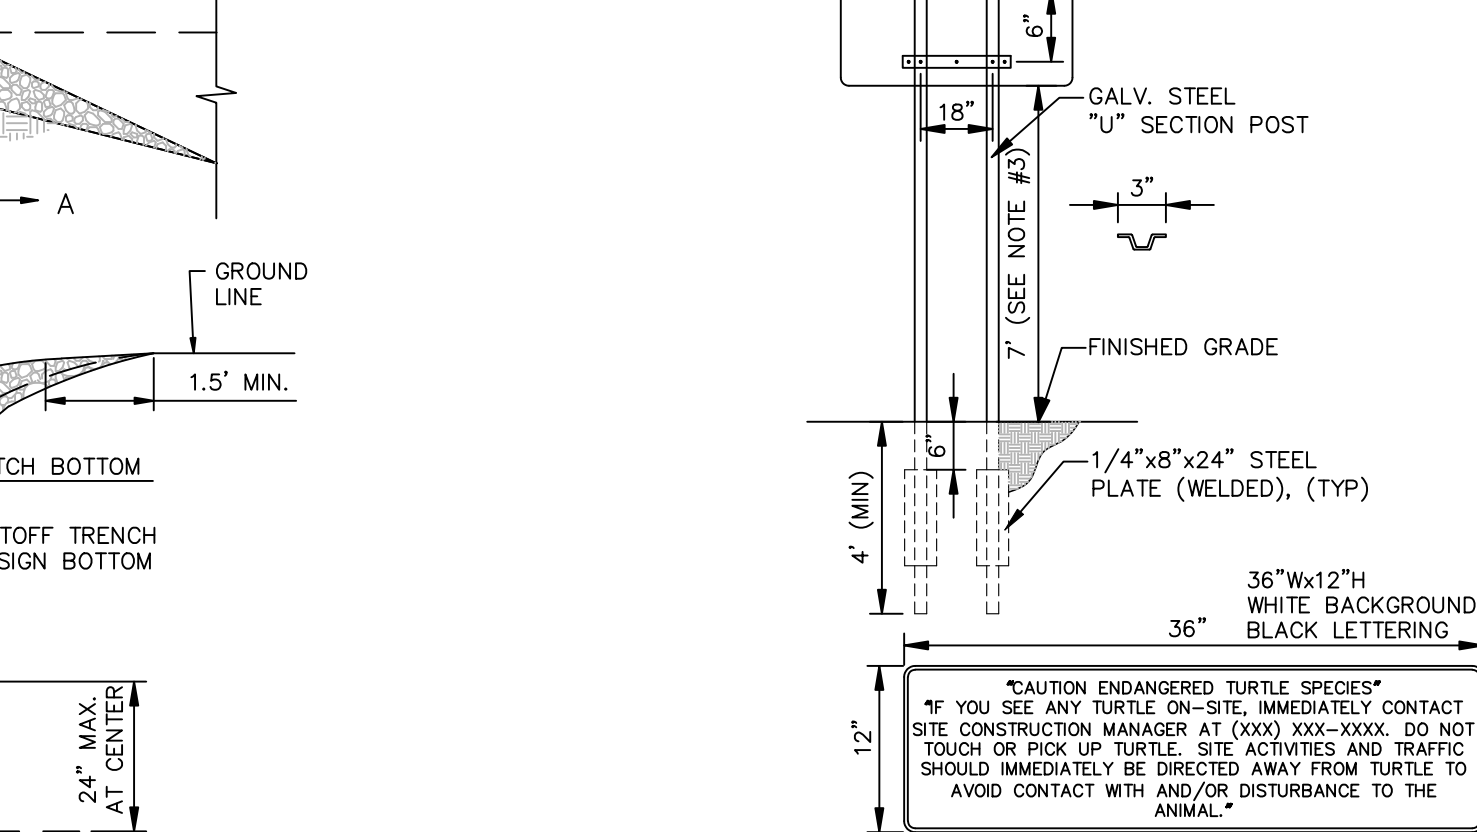 A
GROUND
LINE
1.5' MIN.
TCH BOTTOM
TOFF TRENCH
SIGN BOTTOM
24" MAX.
AT CENTER
6"
18"
GALV. STEEL
"U" SECTION POST
3"
7' (SEE NOTE #3)
FINISHED GRADE
6"
4' (MIN)
1/4"x8"x24" STEEL
PLATE (WELDED), (TYP)
36"Wx12"H
WHITE BACKGROUND
BLACK LETTERING
36"
12"
"CAUTION ENDANGERED TURTLE SPECIES"
"IF YOU SEE ANY TURTLE ON-SITE, IMMEDIATELY CONTACT
SITE CONSTRUCTION MANAGER AT (XXX) XXX-XXXX. DO NOT
TOUCH OR PICK UP TURTLE. SITE ACTIVITIES AND TRAFFIC
SHOULD IMMEDIATELY BE DIRECTED AWAY FROM TURTLE TO
AVOID CONTACT WITH AND/OR DISTURBANCE TO THE
ANIMAL."